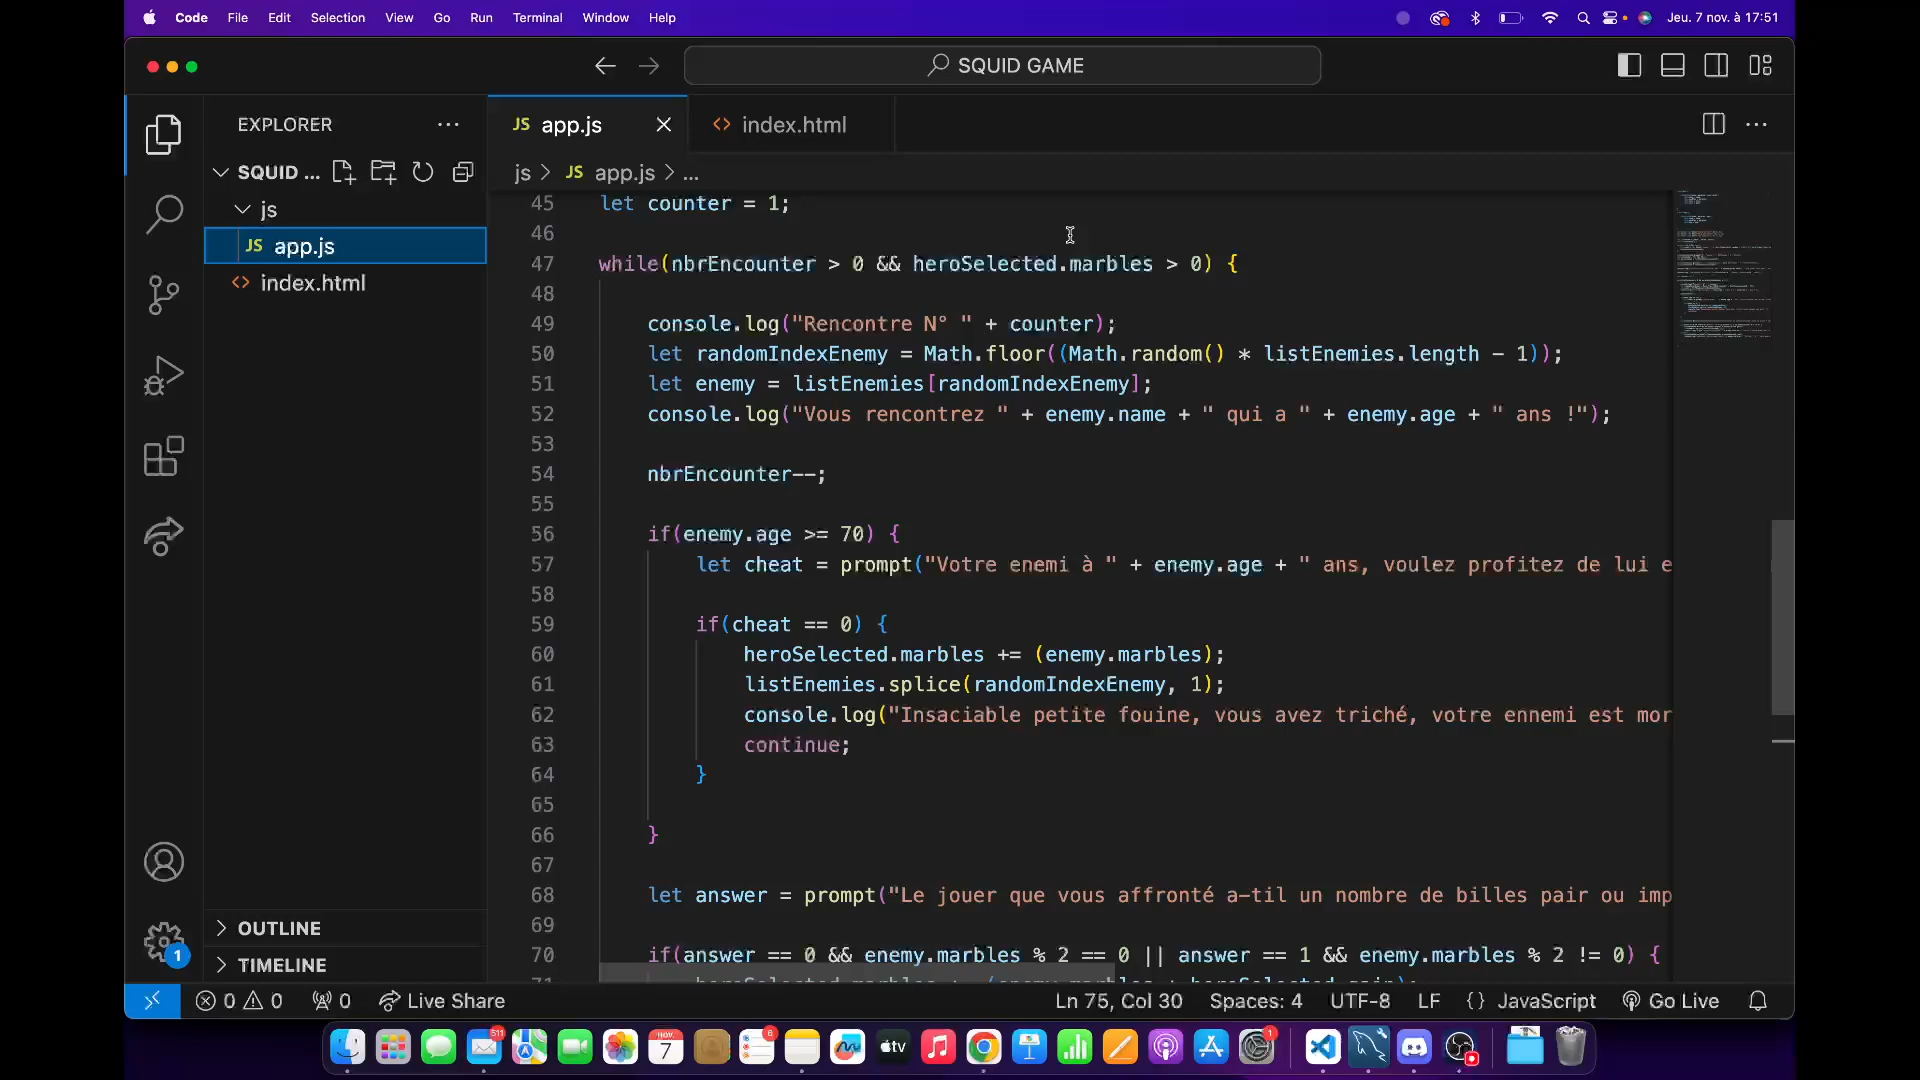 Code File Edit Selection View Go Run Terminal Window Help Jeu. 7 nov. à 17:51
SQUID GAME
EXPLORER
SQUID ...
js
JS app.js
index.html
OUTLINE
TIMELINE
JS app.js
index.html
js > JS app.js > ...
45 let counter = 1;
46
47 while(nbrEncounter > 0 && heroSelected.marbles > 0) {
48
49 console.log("Rencontre N° " + counter);
50 let randomIndexEnemy = Math.floor((Math.random() * listEnemies.length - 1));
51 let enemy = listEnemies[randomIndexEnemy];
52 console.log("Vous rencontrez " + enemy.name + " qui a " + enemy.age + " ans !");
53
54 nbrEncounter--;
55
56 if(enemy.age >= 70) {
57 let cheat = prompt("Votre enemi à " + enemy.age + " ans, voulez profitez de lui e
58
59 if(cheat == 0) {
60 heroSelected.marbles += (enemy.marbles);
61 listEnemies.splice(randomIndexEnemy, 1);
62 console.log("Insaciable petite fouine, vous avez triché, votre ennemi est mor
63 continue;
64 }
65
66 }
67
68 let answer = prompt("Le jouer que vous affronté a-til un nombre de billes pair ou imp
69
70 if(answer == 0 && enemy.marbles % 2 == 0 || answer == 1 && enemy.marbles % 2 != 0) {
1
0 0 0 Live Share Ln 75, Col 30 Spaces: 4 UTF-8 LF {} JavaScript Go Live
511
NOV.
7
6
tv
1